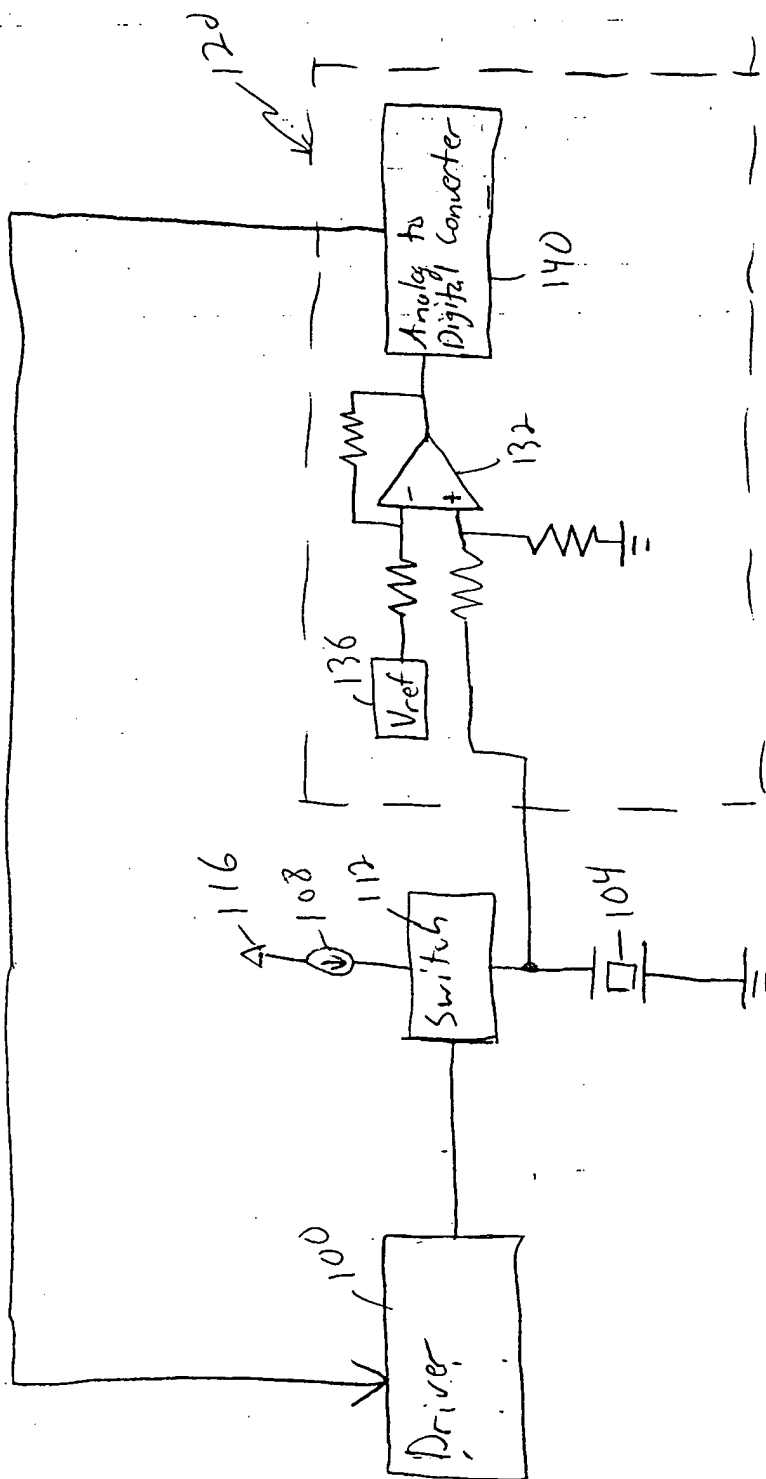 120
Analog to
Digital Converter
140
132
-
+
136
Vref
116
108
112
Switch
104
100
Driver